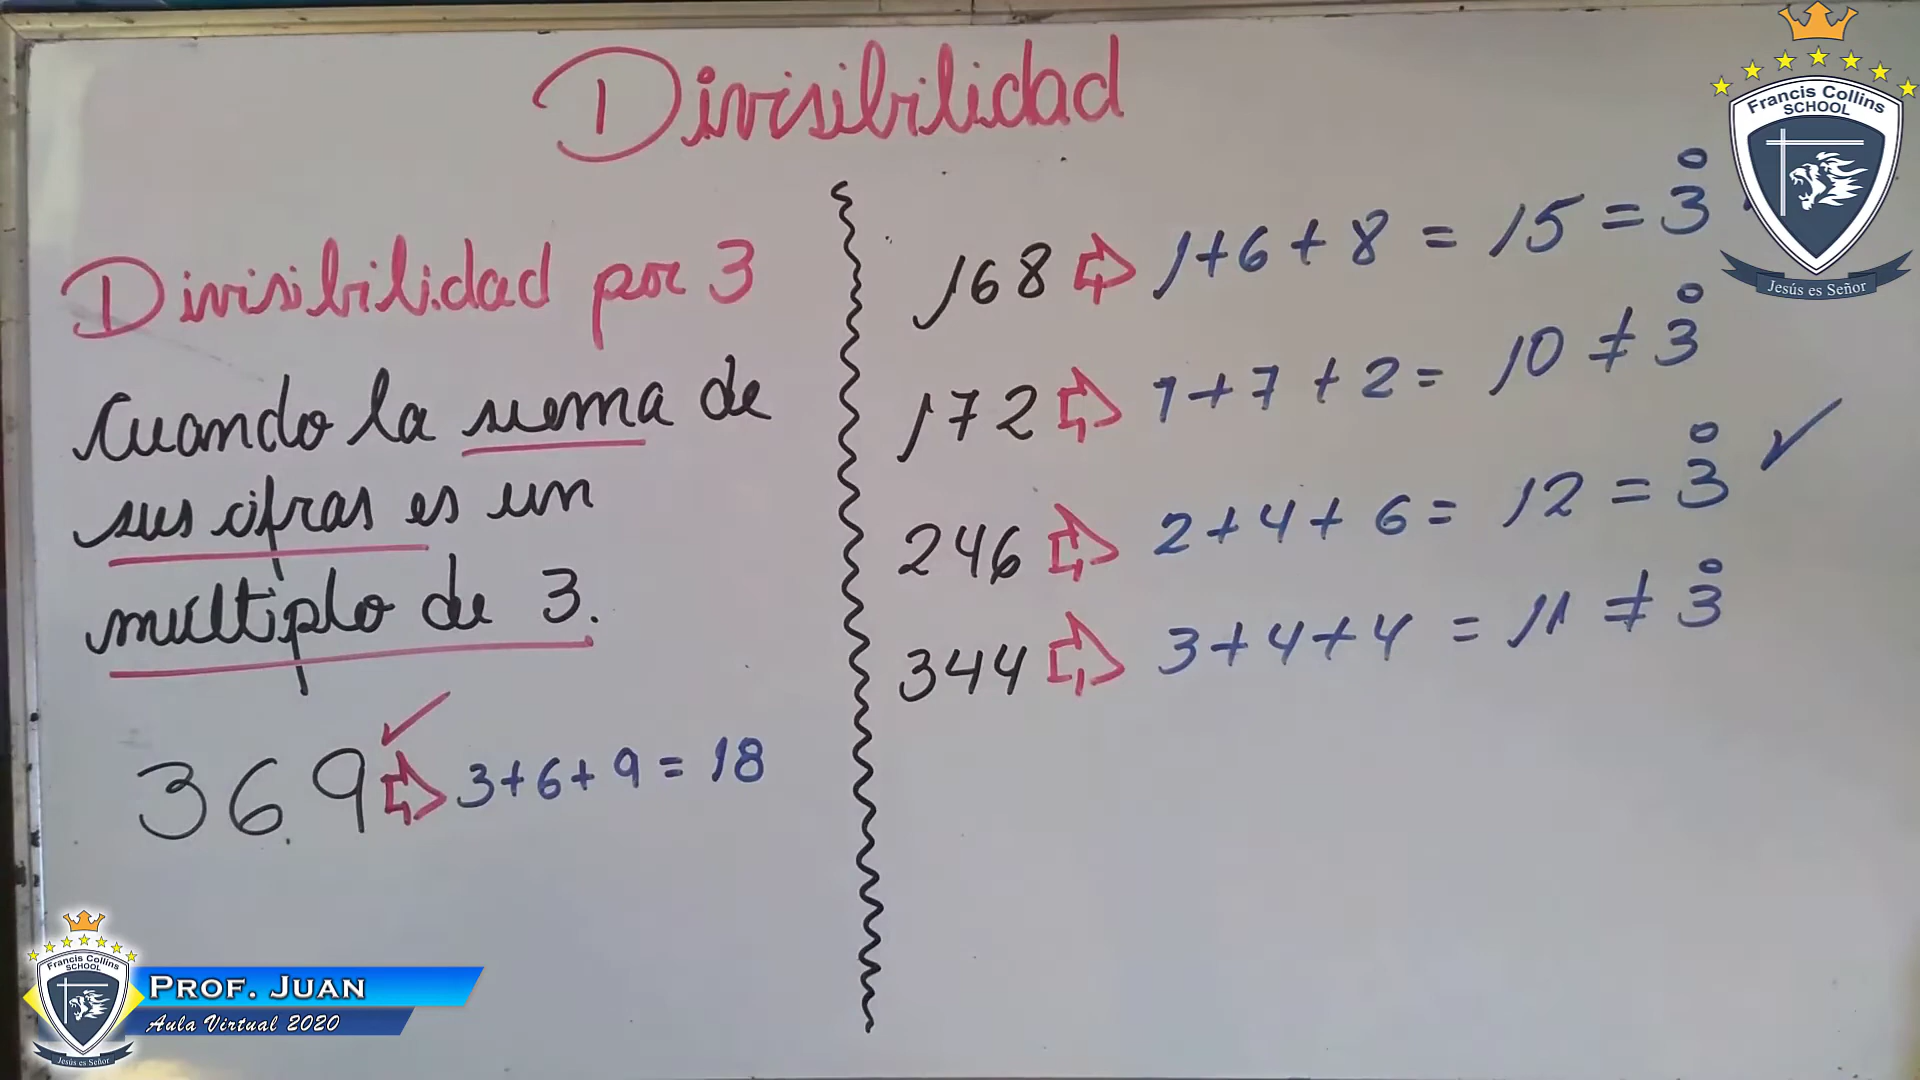 Divisibilidad
Divisibilidad por 3
Cuando la suma de
sus cifras es un
múltiplo de 3.
369 ✓ ⇨ 3+6+9 = 18
168 ⇨ 1+6+8 = 15 = 3̊
172 ⇨ 1+7+2 = 10 ≠ 3̊
246 ⇨ 2+4+6 = 12 = 3̊ ✓
344 ⇨ 3+4+4 = 11 ≠ 3̊
Francis Collins
SCHOOL
Jesús es Señor
Francis Collins
SCHOOL
Jesús es Señor
PROF. JUAN
Aula Virtual 2020